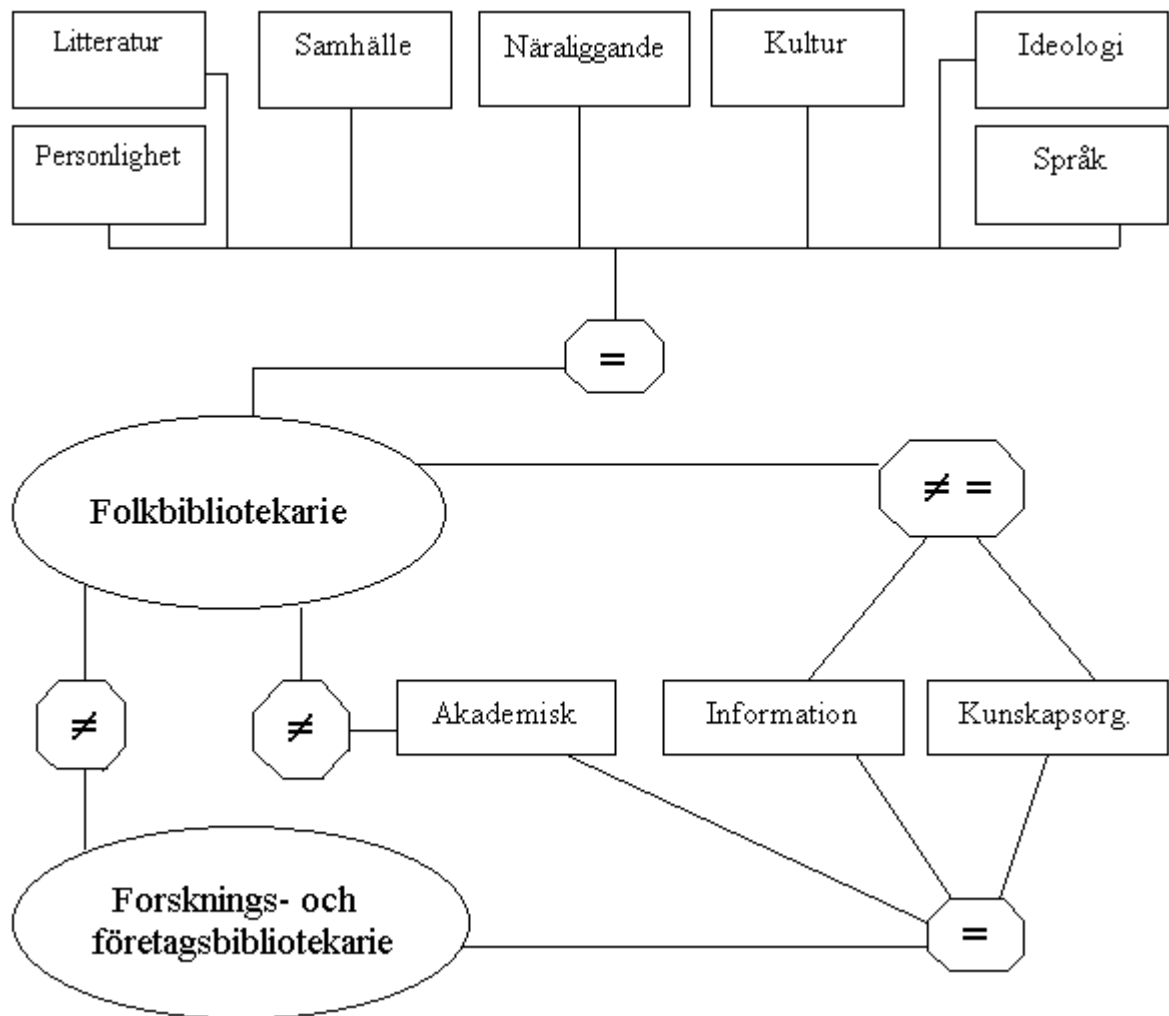 Litteratur
Samhälle
Näraliggande
Kultur
Ideologi
Personlighet
Språk
=
Folkbibliotekarie
≠ =
≠
≠
Akademisk
Information
Kunskapsorg.
Forsknings- och
företagsbibliotekarie
=